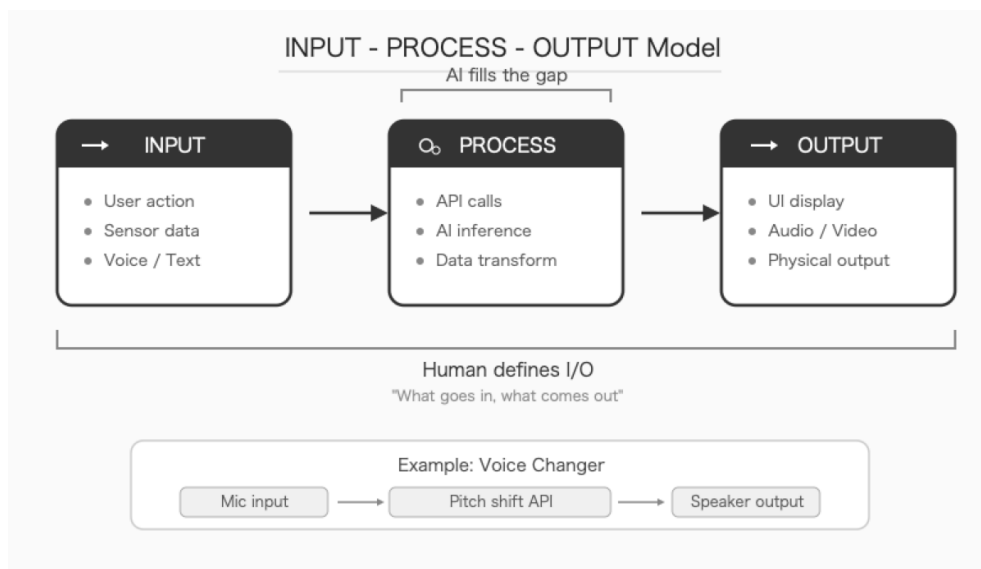 INPUT - PROCESS - OUTPUT Model
AI fills the gap
INPUT
User action
Sensor data
Voice / Text
PROCESS
API calls
AI inference
Data transform
OUTPUT
UI display
Audio / Video
Physical output
Human defines I/O
"What goes in, what comes out"
Example: Voice Changer
Mic input
Pitch shift API
Speaker output